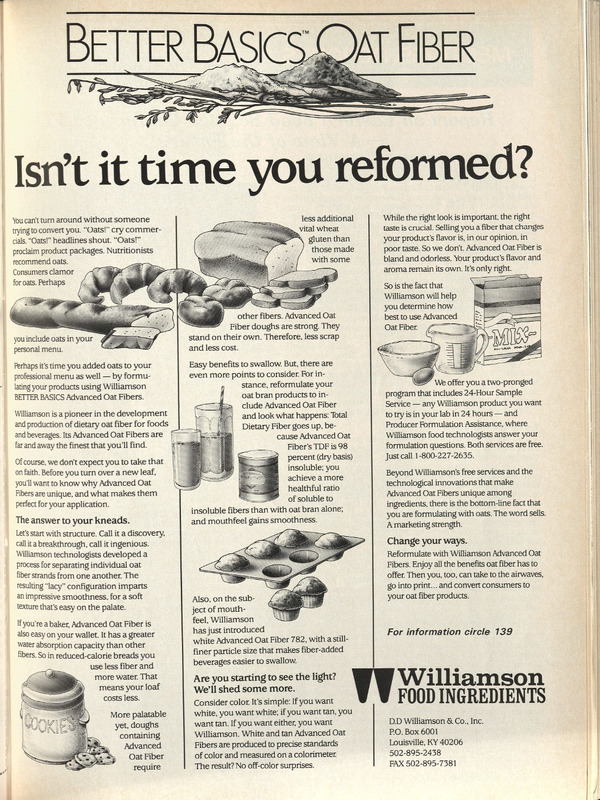 BETTER BASICS™ OAT FIBER
Isn't it time you reformed?
You can't turn around without someone
trying to convert you. "Oats!" cry commer-
cials. "Oats!" headlines shout. "Oats!"
proclaim product packages. Nutritionists
recommend oats.
Consumers clamor
for oats. Perhaps
you include oats in your
personal menu.
Perhaps it's time you added oats to your
professional menu as well — by formu-
lating your products using Williamson
BETTER BASICS Advanced Oat Fibers.
Williamson is a pioneer in the development
and production of dietary oat fiber for foods
and beverages. Its Advanced Oat Fibers are
far and away the finest that you'll find.
Of course, we don't expect you to take that
on faith. Before you turn over a new leaf,
you'll want to know why Advanced Oat
Fibers are unique, and what makes them
perfect for your application.
The answer to your kneads.
Let's start with structure. Call it a discovery,
call it a breakthrough, call it ingenious.
Williamson technologists developed a
process for separating individual oat
fiber strands from one another. The
resulting "lacy" configuration imparts
an impressive smoothness, for a soft
texture that's easy on the palate.
If you're a baker, Advanced Oat Fiber is
also easy on your wallet. It has a greater
water absorption capacity than other
fibers. So in reduced-calorie breads you
use less fiber and
more water. That
means your loaf
costs less.
COOKIES
More palatable
yet, doughs
containing
Advanced
Oat Fiber
require
less additional
vital wheat
gluten than
those made
with some
other fibers. Advanced Oat
Fiber doughs are strong. They
stand on their own. Therefore, less scrap
and less cost.
Easy benefits to swallow. But, there are
even more points to consider. For in-
stance, reformulate your
oat bran products to in-
clude Advanced Oat Fiber
and look what happens: Total
Dietary Fiber goes up, be-
cause Advanced Oat
Fiber's TDF is 98
percent (dry basis)
insoluble; you
achieve a more
healthful ratio
of soluble to
insoluble fibers than with oat bran alone;
and mouthfeel gains smoothness.
Also, on the sub-
ject of mouth-
feel, Williamson
has just introduced
white Advanced Oat Fiber 782, with a still-
finer particle size that makes fiber-added
beverages easier to swallow.
Are you starting to see the light?
We'll shed some more.
Consider color. It's simple: If you want
white, you want white; if you want tan, you
want tan. If you want either, you want
Williamson. White and tan Advanced Oat
Fibers are produced to precise standards
of color and measured on a colorimeter.
The result? No off-color surprises.
While the right look is important, the right
taste is crucial. Selling you a fiber that changes
your product's flavor is, in our opinion, in
poor taste. So we don't. Advanced Oat Fiber is
bland and odorless. Your product's flavor and
aroma remain its own. It's only right.
So is the fact that
Williamson will help
you determine how
best to use Advanced
Oat Fiber.
MIX
We offer you a two-pronged
program that includes 24-Hour Sample
Service — any Williamson product you want
to try is in your lab in 24 hours — and
Producer Formulation Assistance, where
Williamson food technologists answer your
formulation questions. Both services are free.
Just call 1-800-227-2635.
Beyond Williamson's free services and the
technological innovations that make
Advanced Oat Fibers unique among
ingredients, there is the bottom-line fact that
you are formulating with oats. The word sells.
A marketing strength.
Change your ways.
Reformulate with Williamson Advanced Oat
Fibers. Enjoy all the benefits oat fiber has to
offer. Then you, too, can take to the airwaves,
go into print... and convert consumers to
your oat fiber products.
For information circle 139
Williamson
FOOD INGREDIENTS
D.D Williamson & Co., Inc.
P.O. Box 6001
Louisville, KY 40206
502-895-2438
FAX 502-895-7381